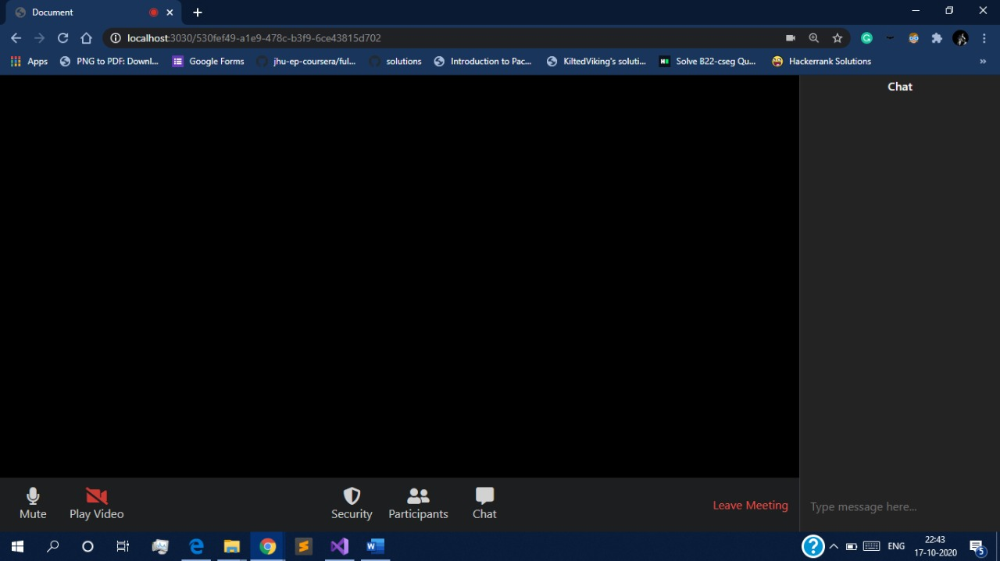 Document
localhost:3030/530fef49-a1e9-478c-b3f9-6ce43815d702
Apps PNG to PDF: Downl... Google Forms jhu-ep-coursera/ful... solutions Introduction to Pac... KiltedViking's soluti... Solve B22-cseg Qu... Hackerrank Solutions »
Chat
Mute Play Video Security Participants Chat Leave Meeting Type message here...
ENG 22:43
17-10-2020 5